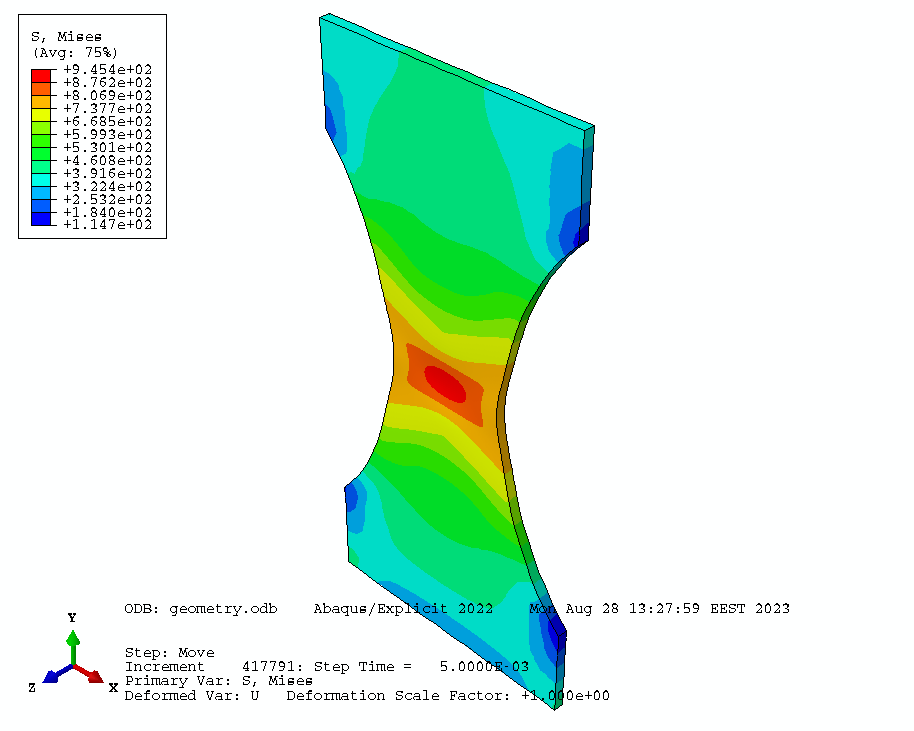 S, Mises
(Avg: 75%)
+9.454e+02
+8.762e+02
+8.069e+02
+7.377e+02
+6.685e+02
+5.993e+02
+5.301e+02
+4.608e+02
+3.916e+02
+3.224e+02
+2.532e+02
+1.840e+02
+1.147e+02
ODB: geometry.odb Abaqus/Explicit 2022 Mon Aug 28 13:27:59 EEST 2023
Y
Z
X
Step: Move
Increment 417791: Step Time = 5.0000E-03
Primary Var: S, Mises
Deformed Var: U Deformation Scale Factor: +1.000e+00